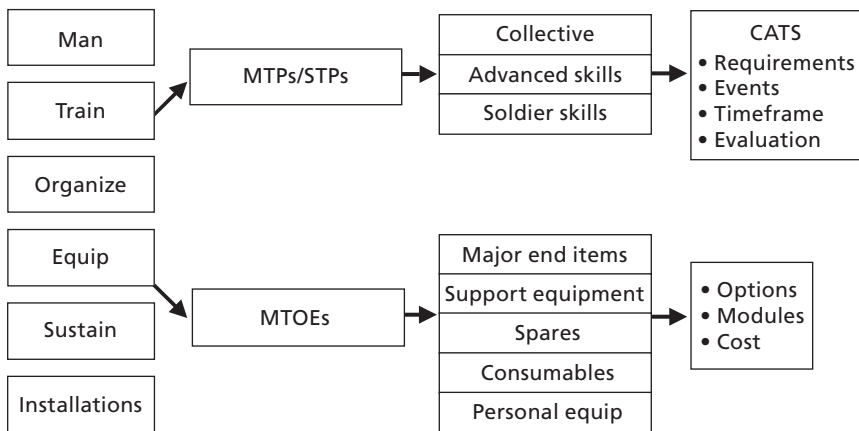 Man
Train
Organize
Equip
Sustain
Installations
MTPs/STPs
MTOEs
Collective
Advanced skills
Soldier skills
Major end items
Support equipment
Spares
Consumables
Personal equip
CATS
• Requirements
• Events
• Timeframe
• Evaluation
• Options
• Modules
• Cost